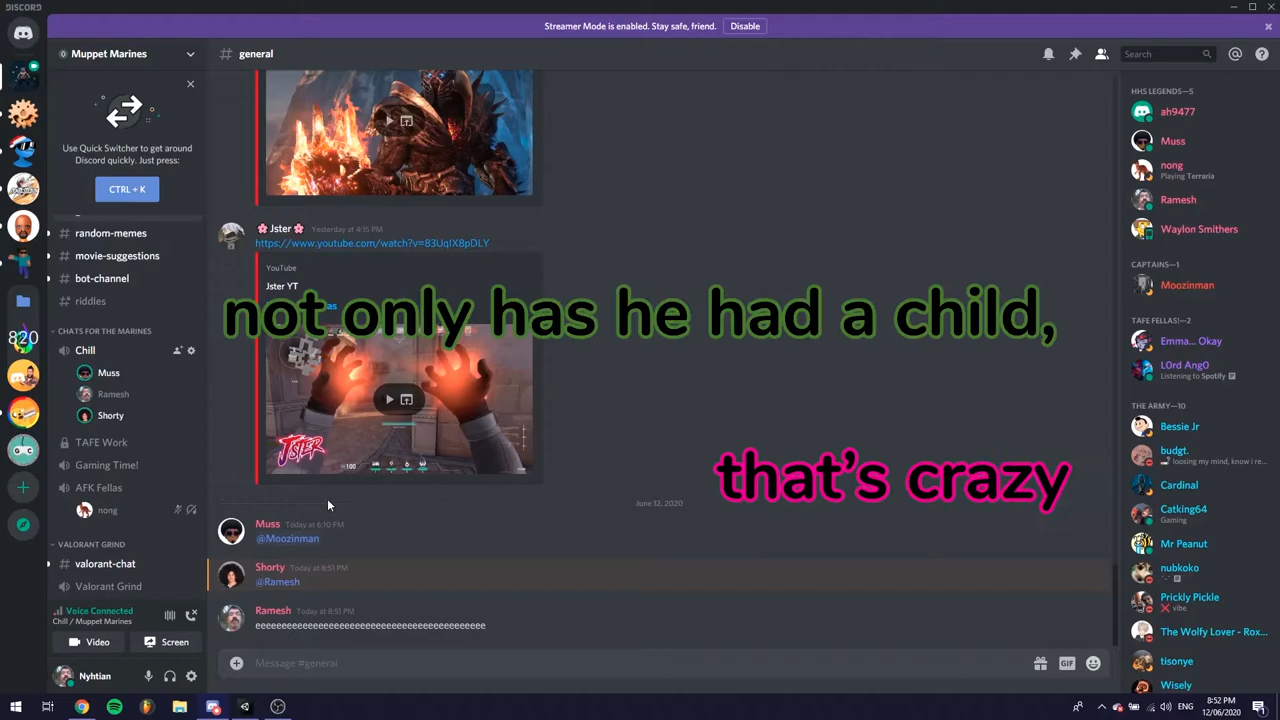 DISCORD
Streamer Mode is enabled. Stay safe, friend. Disable
Muppet Marines
# general
Search
Use Quick Switcher to get around
Discord quickly. Just press:
CTRL + K
# random-memes
# movie-suggestions
# bot-channel
# riddles
CHATS FOR THE MARINES
Chill
Muss
Ramesh
Shorty
TAFE Work
Gaming Time!
AFK Fellas
nong
VALORANT GRIND
# valorant-chat
Valorant Grind
Voice Connected
Chill / Muppet Marines
Video
Screen
Nyhtian
820
🌸 Jster 🌸 Yesterday at 4:15 PM
https://www.youtube.com/watch?v=83UqIXBpDLY
YouTube
Jster YT
not only has he had a child,
JSTER
100
that's crazy
June 12, 2020
Muss Today at 6:10 PM
@Moozinman
Shorty Today at 8:51 PM
@Ramesh
Ramesh Today at 8:51 PM
Message #general
GIF
HHS LEGENDS—5
ah9477
Muss
nong
Playing Terraria
Ramesh
Waylon Smithers
CAPTAINS—1
Moozinman
TAFE FELLAS!—2
Emma... Okay
L0rd Ang0
Listening to Spotify
THE ARMY—10
Bessie Jr
budgt.
loosing my mind, know i re...
Cardinal
Catking64
Gaming
Mr Peanut
nubkoko
Prickly Pickle
❌ vibe
The Wolfy Lover - Rox...
tisonye
Wisely
ENG
8:52 PM
12/06/2020